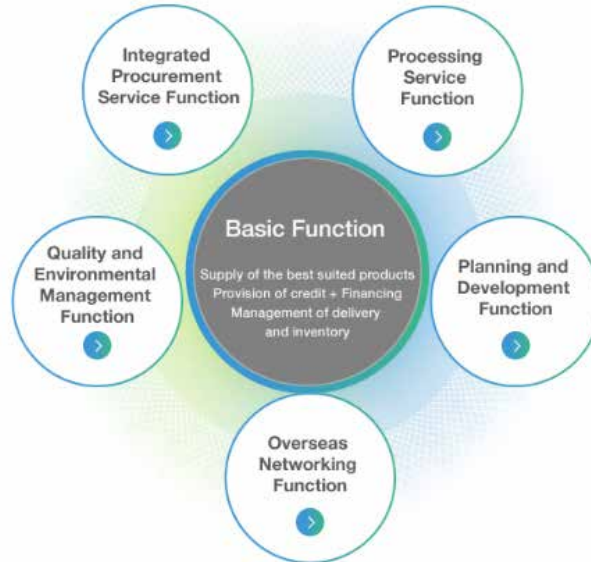 Integrated
Procurement
Service Function
Processing
Service
Function
Basic Function
Supply of the best suited products
Provision of credit + Financing
Management of delivery
and inventory
Quality and
Environmental
Management
Function
Planning and
Development
Function
Overseas
Networking
Function